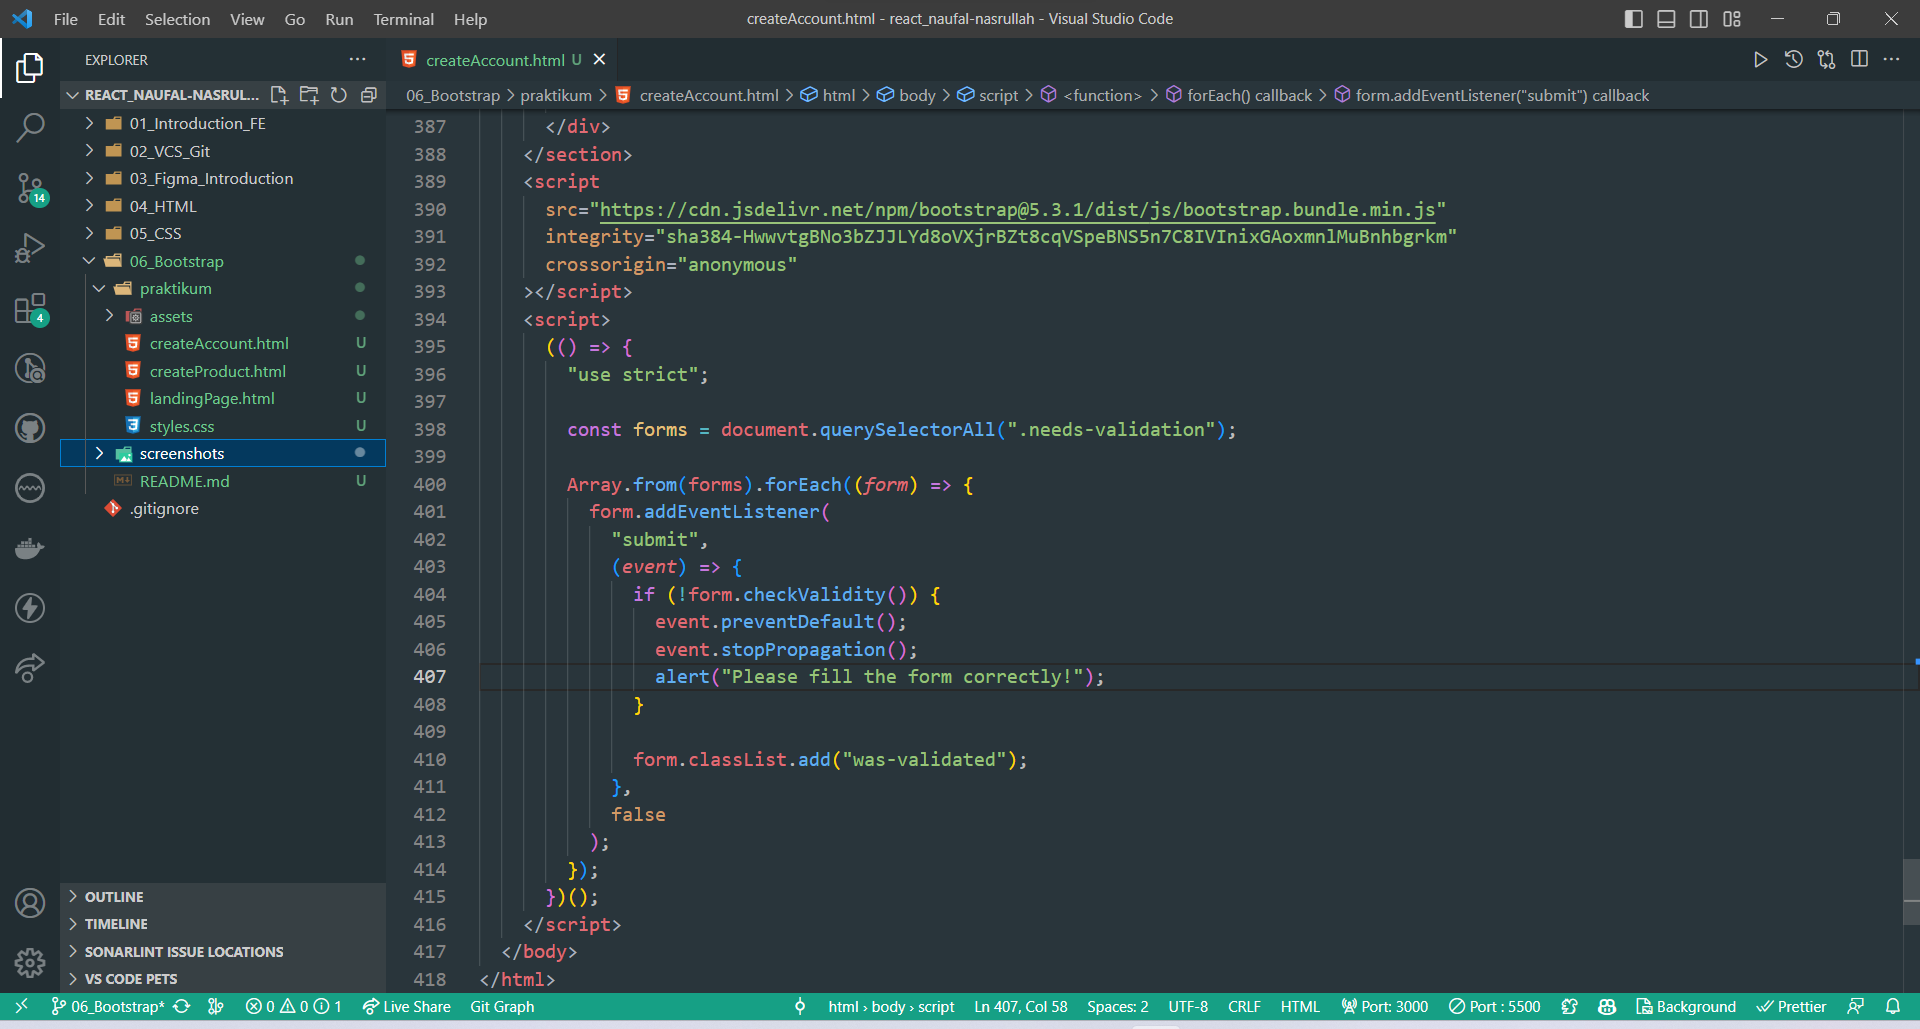 File Edit Selection View Go Run Terminal Help
createAccount.html - react_naufal-nasrullah - Visual Studio Code
EXPLORER
REACT_NAUFAL-NASRUL...
01_Introduction_FE
02_VCS_Git
03_Figma_Introduction
04_HTML
05_CSS
06_Bootstrap
praktikum
assets
createAccount.html U
createProduct.html U
landingPage.html U
styles.css U
screenshots
README.md U
.gitignore
OUTLINE
TIMELINE
SONARLINT ISSUE LOCATIONS
VS CODE PETS
14
4
createAccount.html U
06_Bootstrap > praktikum > createAccount.html > html > body > script > <function> > forEach() callback > form.addEventListener("submit") callback
387 </div>
388 </section>
389 <script
390 src="https://cdn.jsdelivr.net/npm/bootstrap@5.3.1/dist/js/bootstrap.bundle.min.js"
391 integrity="sha384-HwwvtgBNo3bZJJLYd8oVXjrBZt8cqVSpeBNS5n7C8IVInixGAoxmnlMuBnhbgrkm"
392 crossorigin="anonymous"
393 ></script>
394 <script>
395 (() => {
396 "use strict";
397
398 const forms = document.querySelectorAll(".needs-validation");
399
400 Array.from(forms).forEach((form) => {
401 form.addEventListener(
402 "submit",
403 (event) => {
404 if (!form.checkValidity()) {
405 event.preventDefault();
406 event.stopPropagation();
407 alert("Please fill the form correctly!");
408 }
409
410 form.classList.add("was-validated");
411 },
412 false
413 );
414 });
415 })();
416 </script>
417 </body>
418 </html>
06_Bootstrap* 0 0 1 Live Share Git Graph html › body › script Ln 407, Col 58 Spaces: 2 UTF-8 CRLF HTML Port: 3000 Port : 5500 Background Prettier